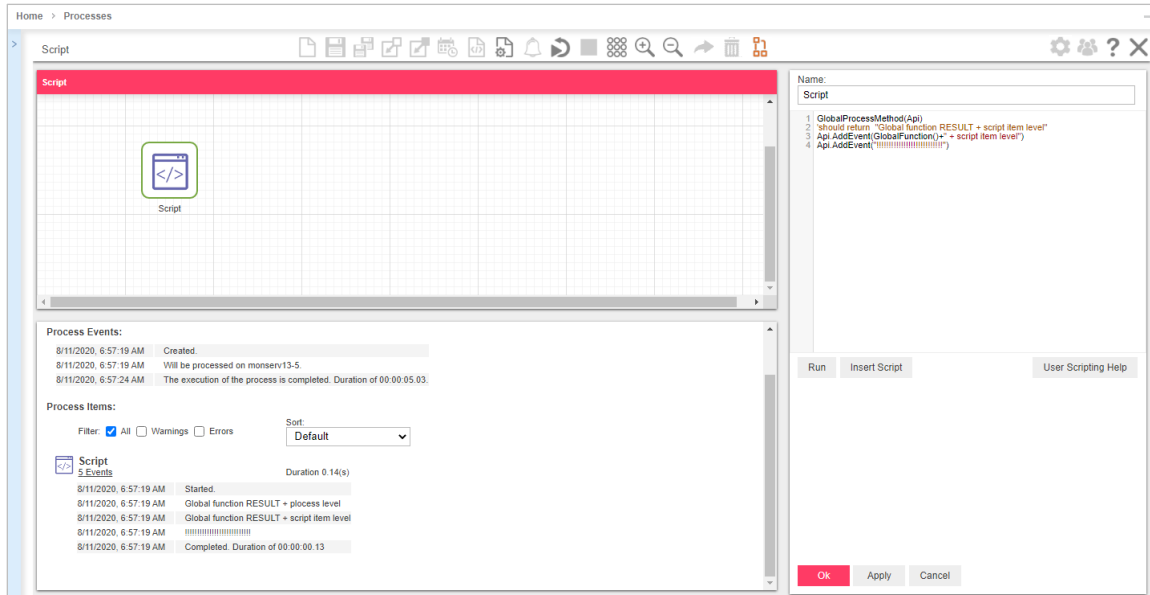 Home > Processes
>
Script
Script
Script
Process Events:
8/11/2020, 6:57:19 AM Created.
8/11/2020, 6:57:19 AM Will be processed on monserv13-5.
8/11/2020, 6:57:24 AM The execution of the process is completed. Duration of 00:00:05.03.
Process Items:
Filter: All Warnings Errors
Sort:
Default
Script
5 Events Duration 0.14(s)
8/11/2020, 6:57:19 AM Started.
8/11/2020, 6:57:19 AM Global function RESULT + plocess level
8/11/2020, 6:57:19 AM Global function RESULT + script item level
8/11/2020, 6:57:19 AM !!!!!!!!!!!!!!!!!!!!!!!!!!
8/11/2020, 6:57:19 AM Completed. Duration of 00:00:00.13
Name:
Script
1 GlobalProcessMethod(Api)
2 'should return "Global function RESULT + script item level"
3 Api.AddEvent(GlobalFunction()+" + script item level")
4 Api.AddEvent("!!!!!!!!!!!!!!!!!!!!!!!!!!")
Run Insert Script User Scripting Help
Ok Apply Cancel